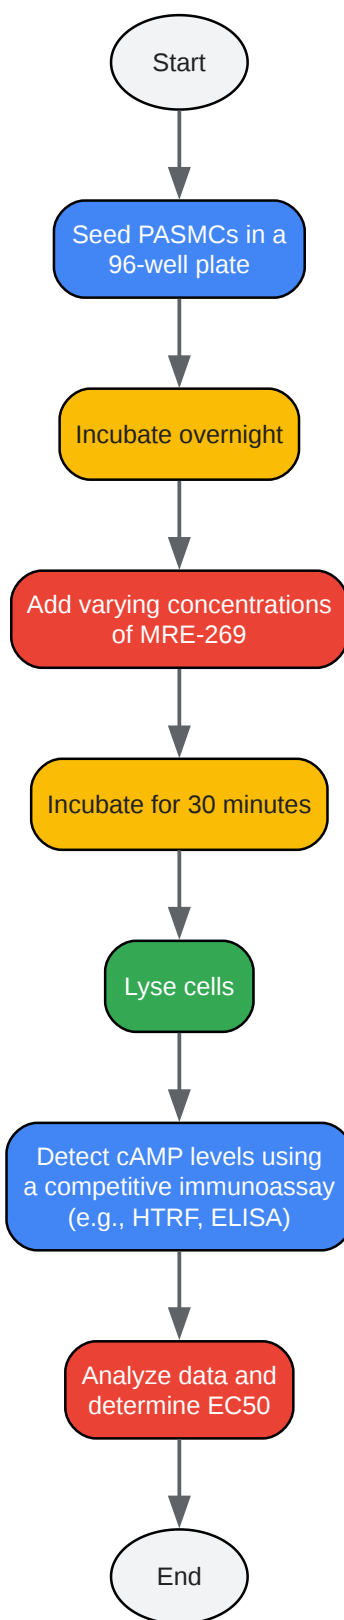 Start
Seed PASMCs in a
96-well plate
Incubate overnight
Add varying concentrations
of MRE-269
Incubate for 30 minutes
Lyse cells
Detect cAMP levels using
a competitive immunoassay
(e.g., HTRF, ELISA)
Analyze data and
determine EC50
End